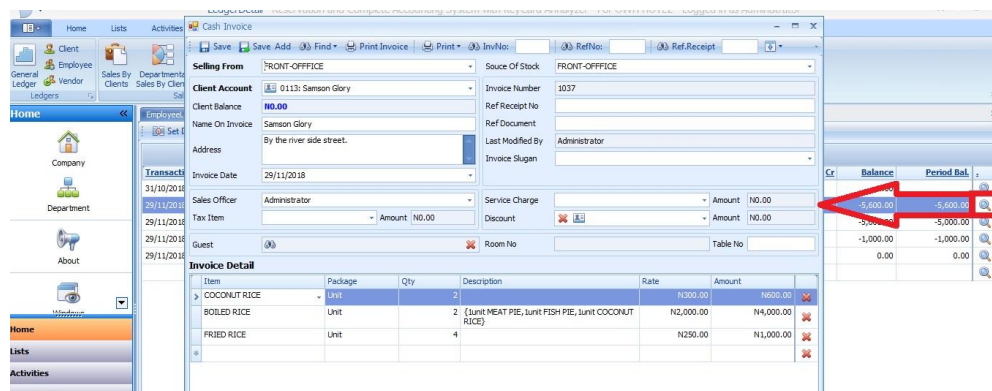 LedgerDetail - Reservation and Complete Accounting System with KeyCard Analyzer - For OWN HOTEL - Logged in as Administrator
Home Lists Activities
General Ledger
Client
Employee
Vendor
Ledgers
Sales By Clients
Departmental Sales By Client
Cash Invoice
Save Save Add Find Print Invoice Print InvNo: RefNo: Ref.Receipt
Selling From FRONT-OFFFICE Souce Of Stock FRONT-OFFFICE
Client Account 0113: Samson Glory Invoice Number 1037
Client Balance N0.00 Ref Receipt No
Name On Invoice Samson Glory Ref Document
Address By the river side street. Last Modified By Administrator
Invoice Slugan
Invoice Date 29/11/2018
Sales Officer Administrator Service Charge Amount N0.00
Tax Item Amount N0.00 Discount Amount N0.00
Guest Room No Table No
Invoice Detail
Item Package Qty Description Rate Amount
COCONUT RICE Unit 2 N300.00 N600.00
BOILED RICE Unit 2 {1unit MEAT PIE,1unit FISH PIE,1unit COCONUT RICE} N2,000.00 N4,000.00
FRIED RICE Unit 4 N250.00 N1,000.00
Home «
Company
Department
About
Home
Lists
Activities
Set
31/10/2018
29/11/2018
29/11/2018
29/11/2018
29/11/2018
Cr Balance Period Bal.
-5,600.00 -5,600.00
-5,000.00
-1,000.00 -1,000.00
0.00 0.00